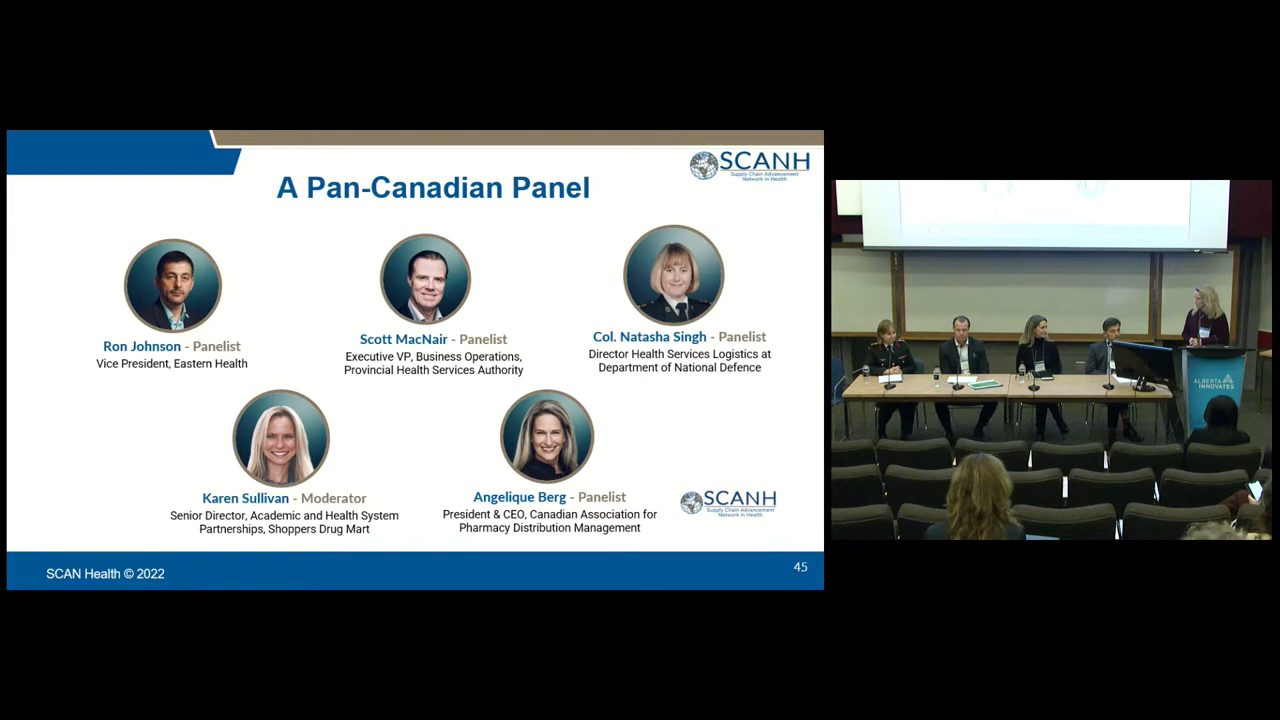 SCANH
Supply Chain Advancement
Network in Health
A Pan-Canadian Panel
Ron Johnson - Panelist
Vice President, Eastern Health
Scott MacNair - Panelist
Executive VP, Business Operations,
Provincial Health Services Authority
Col. Natasha Singh - Panelist
Director Health Services Logistics at
Department of National Defence
Karen Sullivan - Moderator
Senior Director, Academic and Health System
Partnerships, Shoppers Drug Mart
Angelique Berg - Panelist
President & CEO, Canadian Association for
Pharmacy Distribution Management
SCANH
Supply Chain Advancement
Network in Health
SCAN Health © 2022
45
ALBERTA
INNOVATES